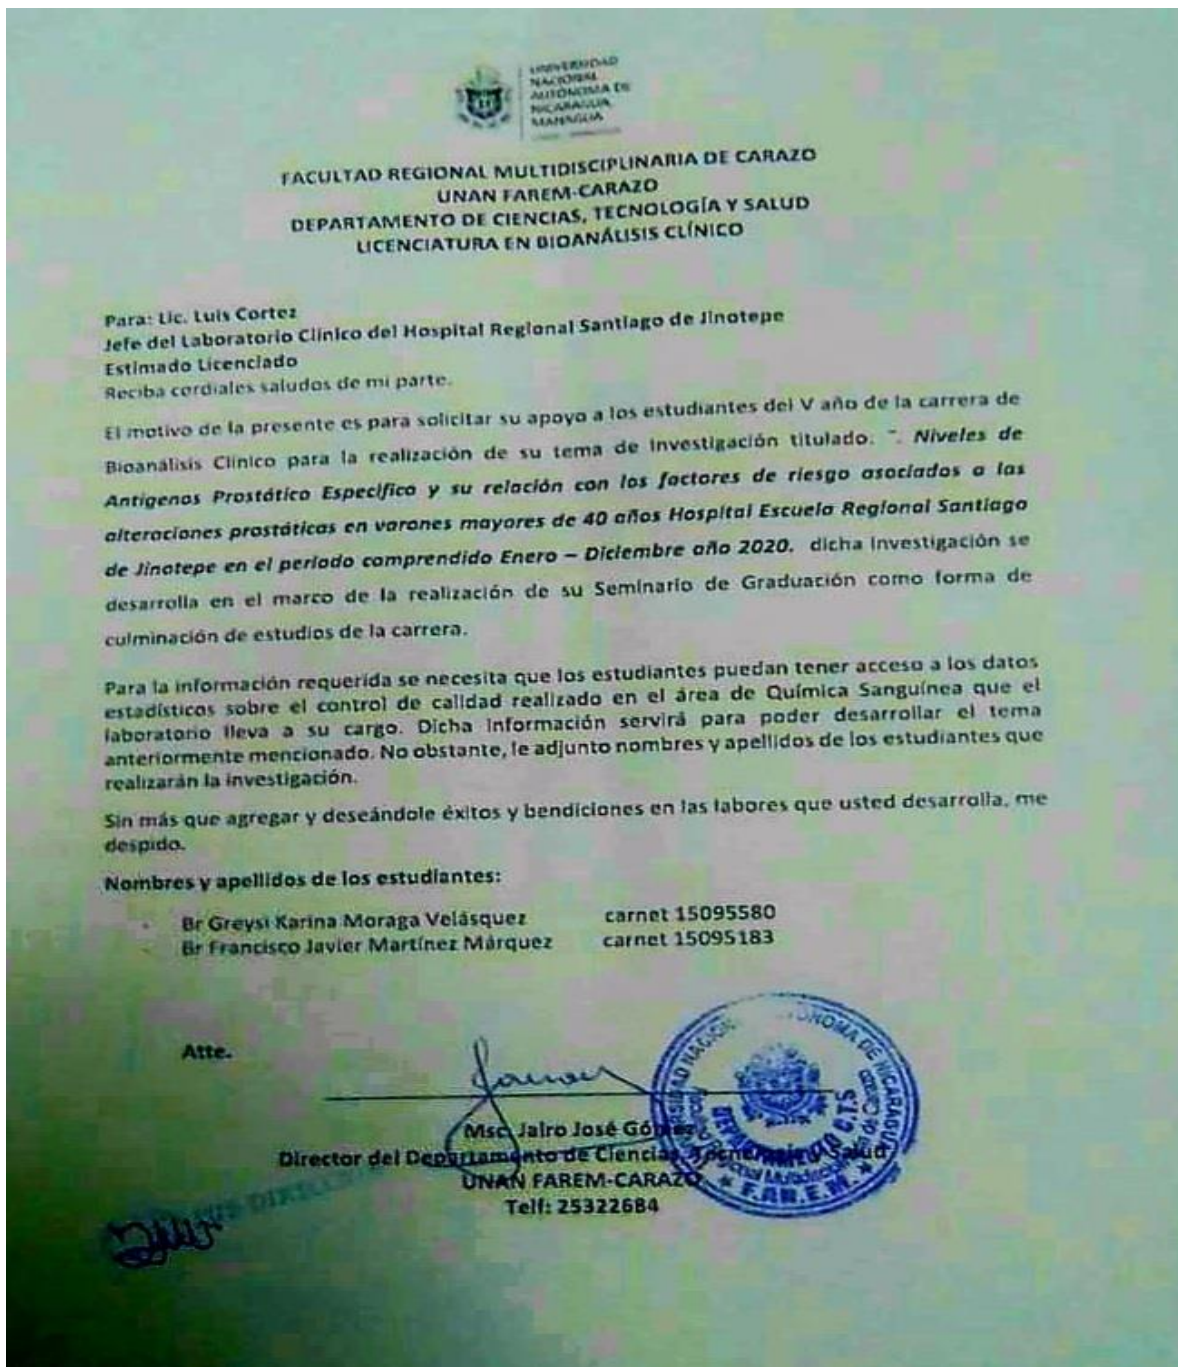 UNIVERSIDAD
NACIONAL
AUTÓNOMA DE
NICARAGUA,
MANAGUA
FACULTAD REGIONAL MULTIDISCIPLINARIA DE CARAZO
UNAN FAREM-CARAZO
DEPARTAMENTO DE CIENCIAS, TECNOLOGÍA Y SALUD
LICENCIATURA EN BIOANÁLISIS CLÍNICO
Para: Lic. Luis Cortez
Jefe del Laboratorio Clínico del Hospital Regional Santiago de Jinotepe
Estimado Licenciado
Reciba cordiales saludos de mi parte.
El motivo de la presente es para solicitar su apoyo a los estudiantes del V año de la carrera de
Bioanálisis Clínico para la realización de su tema de Investigación titulado: ". Niveles de
Antígenos Prostático Especifico y su relación con los factores de riesgo asociados a las
alteraciones prostáticas en varones mayores de 40 años Hospital Escuela Regional Santiago
de Jinotepe en el periodo comprendido Enero – Diciembre año 2020. dicha Investigación se
desarrolla en el marco de la realización de su Seminario de Graduación como forma de
culminación de estudios de la carrera.
Para la información requerida se necesita que los estudiantes puedan tener acceso a los datos
estadísticos sobre el control de calidad realizado en el área de Química Sanguínea que el
laboratorio lleva a su cargo. Dicha Información servirá para poder desarrollar el tema
anteriormente mencionado. No obstante, le adjunto nombres y apellidos de los estudiantes que
realizarán la investigación.
Sin más que agregar y deseándole éxitos y bendiciones en las labores que usted desarrolla, me
despido.
Nombres y apellidos de los estudiantes:
- Br Greysi Karina Moraga Velásquez carnet 15095580
- Br Francisco Javier Martínez Márquez carnet 15095183
Atte.
Msc. Jairo José Gómez
Director del Departamento de Ciencias, Tecnología y Salud
UNAN FAREM-CARAZO
Telf: 25322684
UNIVERSIDAD NACIONAL AUTÓNOMA DE NICARAGUA
DEPARTAMENTO C.T.S
Facultad Regional Multidisciplinaria de Carazo
★ F.A.R.E.M. ★